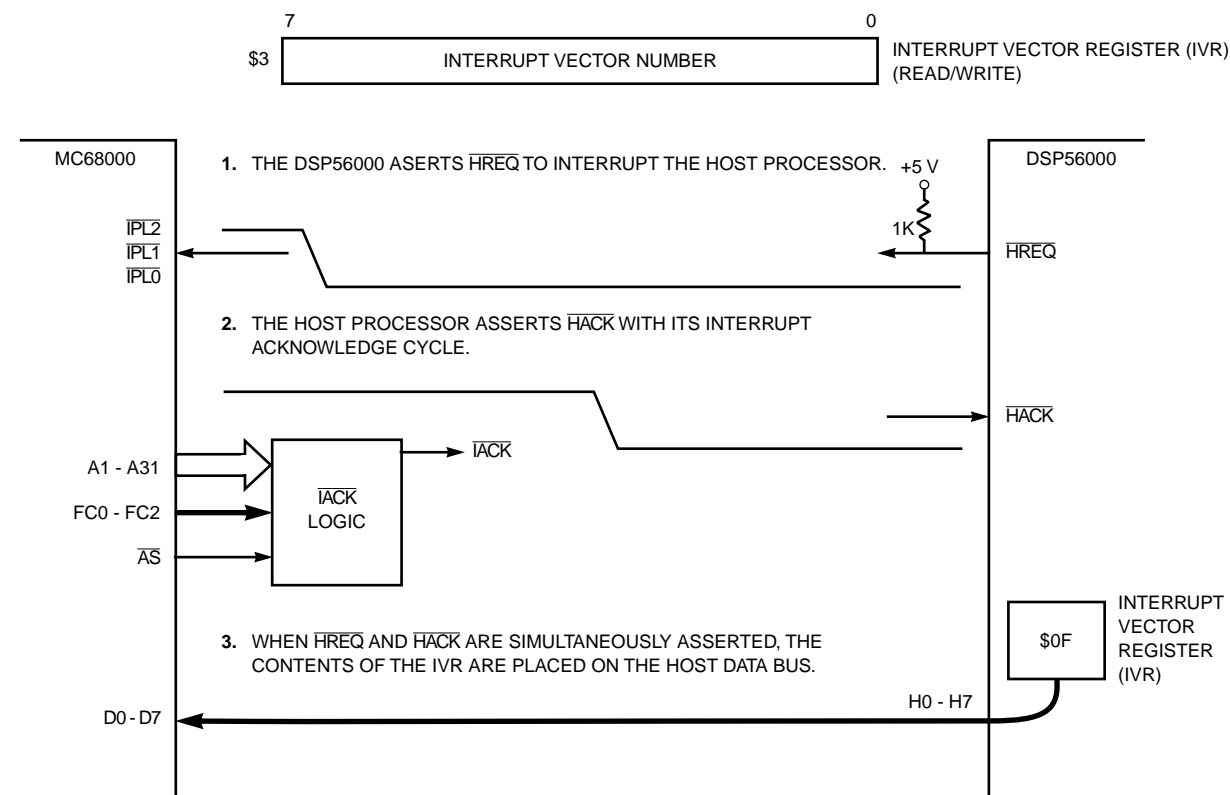 7 0
$3 INTERRUPT VECTOR NUMBER INTERRUPT VECTOR REGISTER (IVR)
(READ/WRITE)
MC68000
DSP56000
1. THE DSP56000 ASERTS HREQ TO INTERRUPT THE HOST PROCESSOR.
+5 V
1K
IPL2
IPL1
IPL0
HREQ
2. THE HOST PROCESSOR ASSERTS HACK WITH ITS INTERRUPT
ACKNOWLEDGE CYCLE.
HACK
A1 - A31
FC0 - FC2
AS
IACK
LOGIC
IACK
3. WHEN HREQ AND HACK ARE SIMULTANEOUSLY ASSERTED, THE
CONTENTS OF THE IVR ARE PLACED ON THE HOST DATA BUS.
$0F
INTERRUPT
VECTOR
REGISTER
(IVR)
D0 - D7
H0 - H7